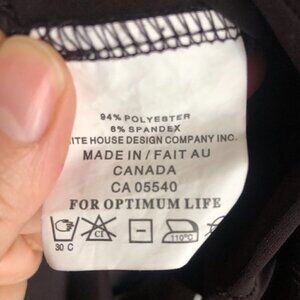 94% POLYESTER
6% SPANDEX
ITE HOUSE DESIGN COMPANY INC.
MADE IN / FAIT AU
CANADA
CA 05540
FOR OPTIMUM LIFE
30 C
Cl
110°C